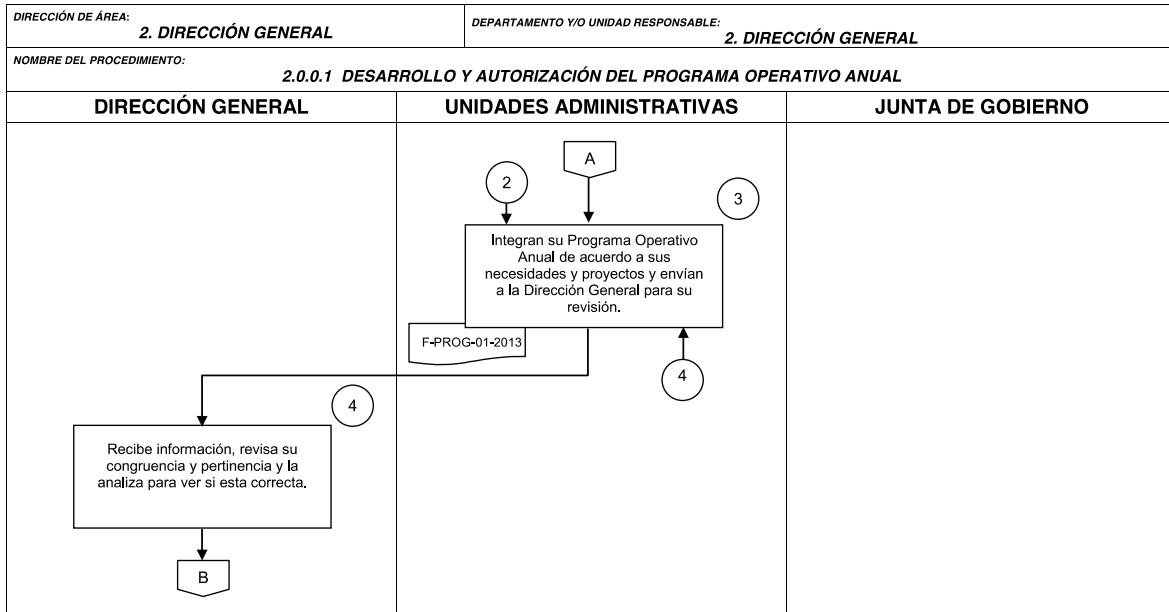 DIRECCIÓN DE ÁREA:
2. DIRECCIÓN GENERAL
DEPARTAMENTO Y/O UNIDAD RESPONSABLE:
2. DIRECCIÓN GENERAL
NOMBRE DEL PROCEDIMIENTO:
2.0.0.1 DESARROLLO Y AUTORIZACIÓN DEL PROGRAMA OPERATIVO ANUAL
DIRECCIÓN GENERAL
UNIDADES ADMINISTRATIVAS
JUNTA DE GOBIERNO
A
2
3
Integran su Programa Operativo
Anual de acuerdo a sus
necesidades y proyectos y envían
a la Dirección General para su
revisión.
F-PROG-01-2013
4
4
Recibe información, revisa su
congruencia y pertinencia y la
analiza para ver si esta correcta.
B